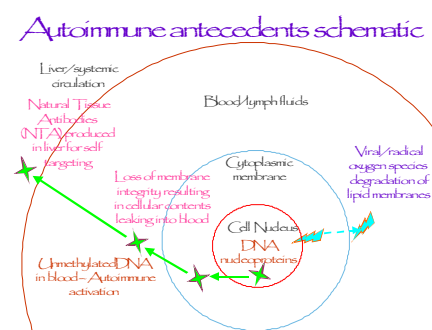 Autoimmune antecedents schematic
Liver/systemic
circulation
Blood/lymph fluids
Natural Tissue
Antibodies
(NTA) produced
in liver for self
targeting
Viral/radical
oxygen species
degradation of
lipid membranes
Cytoplasmic
membrane
Loss of membrane
integrity resulting
in cellular contents
leaking into blood
Cell Nucleus
DNA
nucleoproteins
Unmethylated DNA
in blood - Autoimmune
activation